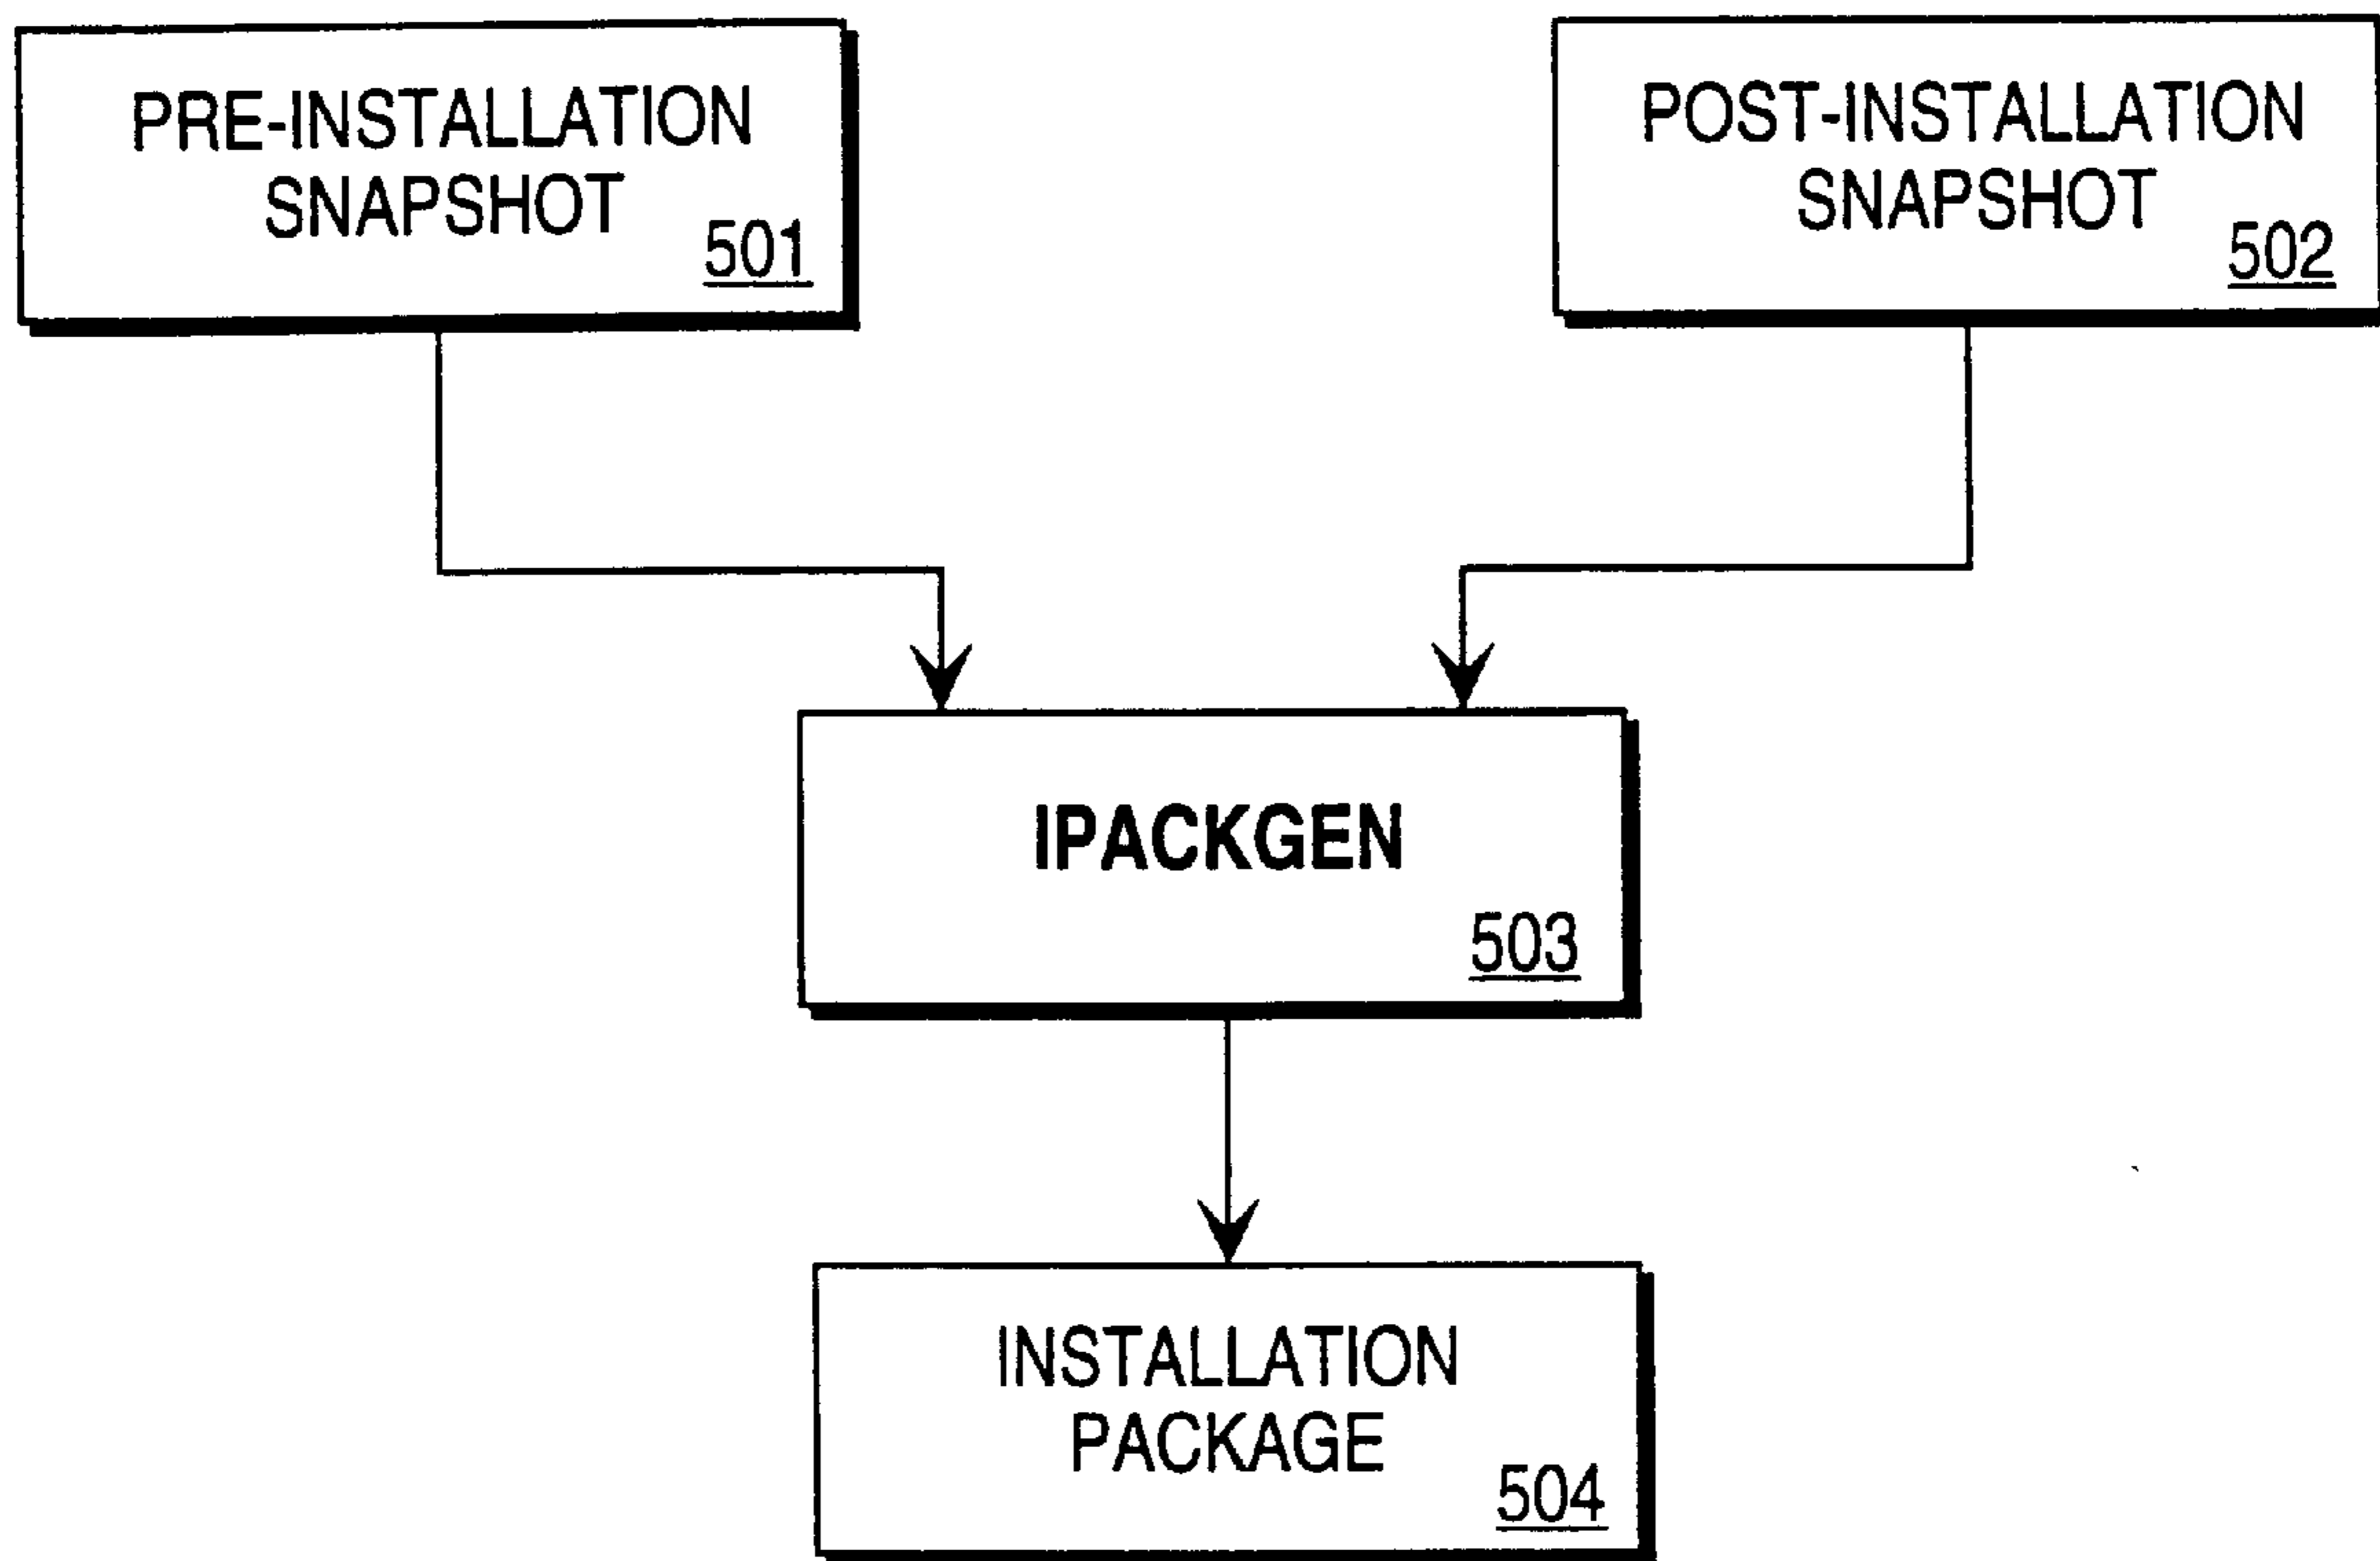 PRE-INSTALLATION
SNAPSHOT
501
POST-INSTALLATION
SNAPSHOT
502
IPACKGEN
503
INSTALLATION
PACKAGE
504